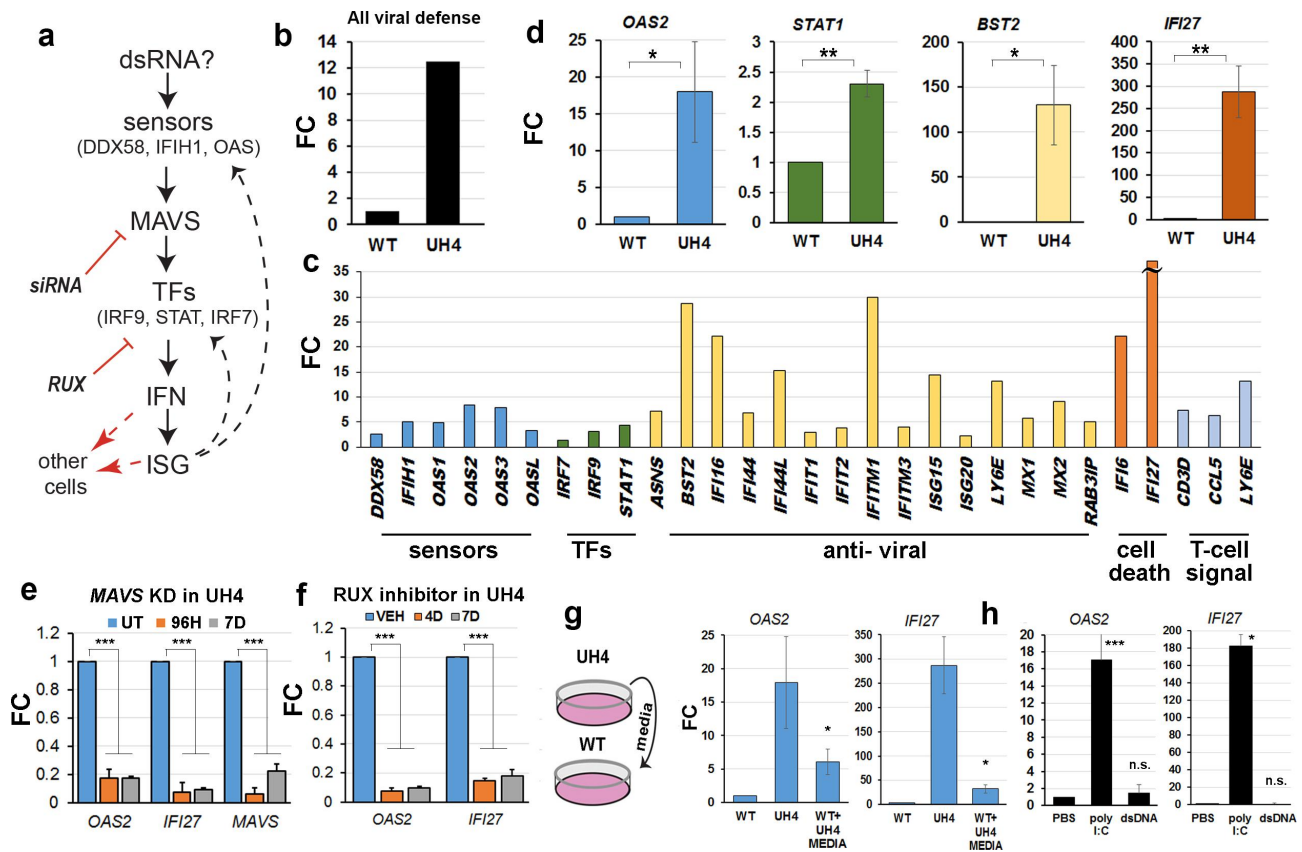 a
dsRNA?
sensors
(DDX58, IFIH1, OAS)
MAVS
siRNA
TFs
(IRF9, STAT, IRF7)
RUX
IFN
other
cells
ISG
b
All viral defense
FC
14
12
10
8
6
4
2
0
WT UH4
d
OAS2
FC
25
20
15
10
5
0
*
WT UH4
STAT1
3
2.5
2
1.5
1
0.5
0
**
WT UH4
BST2
200
150
100
50
0
*
WT UH4
IFI27
400
350
300
250
200
150
100
50
0
**
WT UH4
c
FC
35
30
25
20
15
10
5
0
~
DDX58 IFIH1 OAS1 OAS2 OAS3 OASL IRF7 IRF9 STAT1 ASNS BST2 IFI16 IFI44 IFI44L IFIT1 IFIT2 IFITM1 IFITM3 ISG15 ISG20 LY6E MX1 MX2 RAB3IP IFI6 IFI27 CD3D CCL5 LY6E
sensors TFs anti- viral cell death T-cell signal
e
MAVS KD in UH4
UT 96H 7D
FC
1.2
1
0.8
0.6
0.4
0.2
0
*** *** ***
OAS2 IFI27 MAVS
f
RUX inhibitor in UH4
VEH 4D 7D
FC
1.2
1
0.8
0.6
0.4
0.2
0
*** ***
OAS2 IFI27
g
UH4
media
WT
OAS2
FC
25
20
15
10
5
0
*
WT UH4 WT+
UH4
MEDIA
IFI27
350
300
250
200
150
100
50
0
*
WT UH4 WT+
UH4
MEDIA
h
OAS2
20
18
16
14
12
10
8
6
4
2
0
***
n.s.
PBS poly dsDNA
I:C
IFI27
200
180
160
140
120
100
80
60
40
20
0
*
n.s.
PBS poly dsDNA
I:C